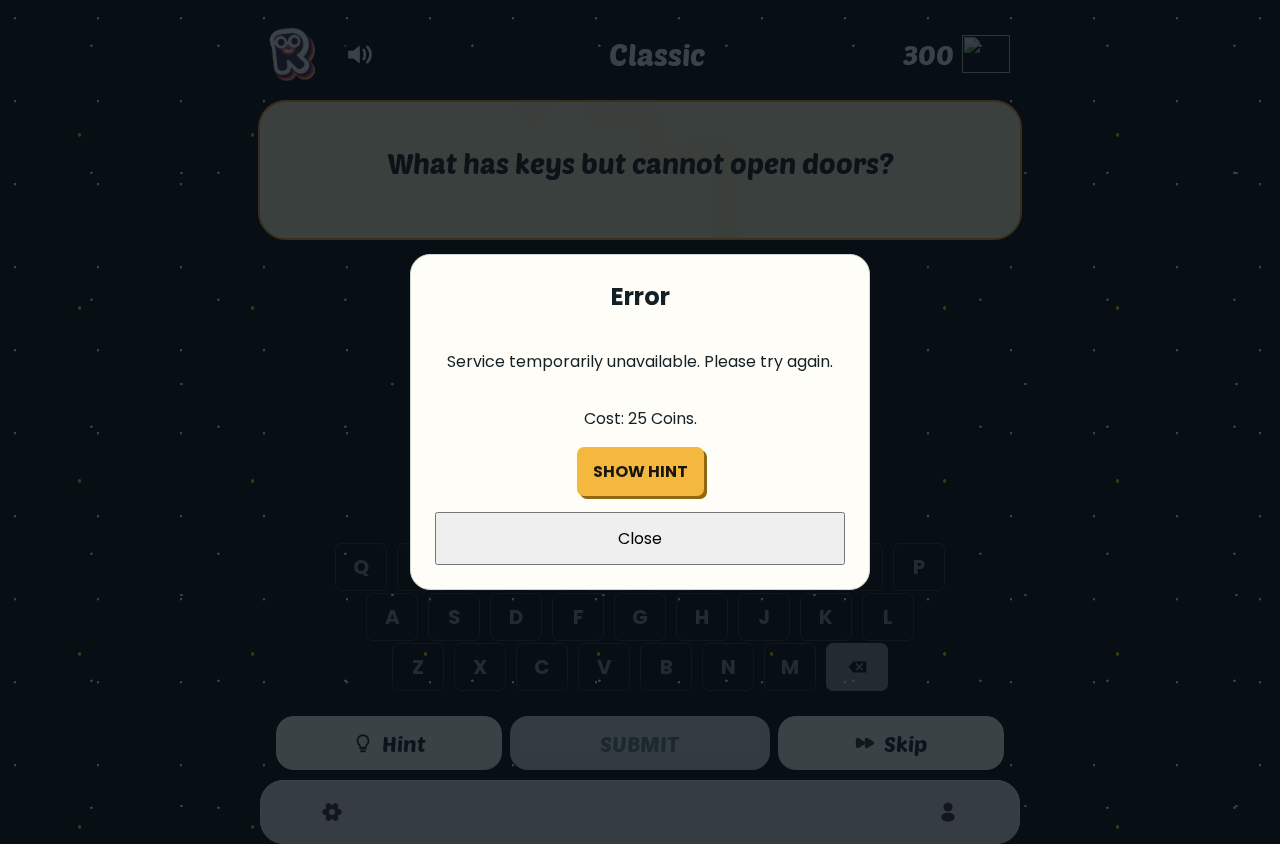 Classic
300
What has keys but cannot open doors?
Error
Service temporarily unavailable. Please try again.
Cost: 25 Coins.
SHOW HINT
Close
Q P
A S D F G H J K L
Z X C V B N M
Hint SUBMIT Skip